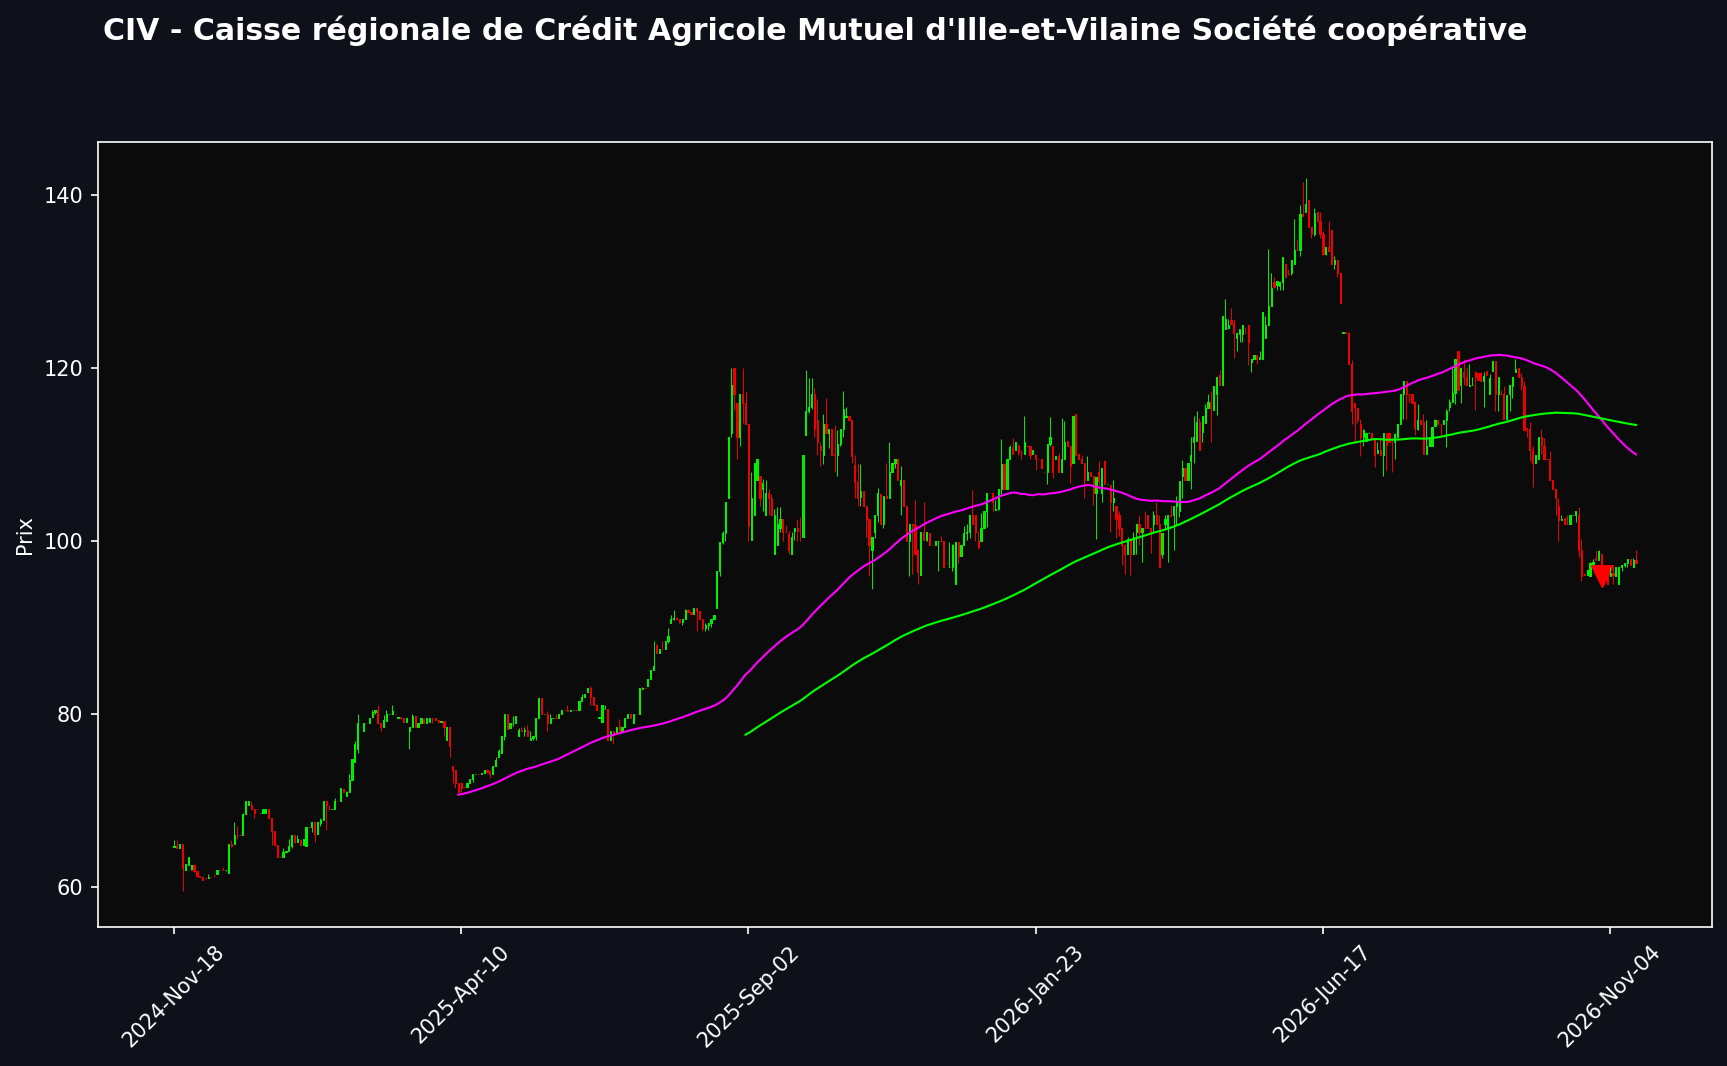 CIV - Caisse régionale de Crédit Agricole Mutuel d'Ille-et-Vilaine Société coopérative
Prix
140
120
100
80
60
2024-Nov-18
2025-Apr-10
2025-Sep-02
2026-Jan-23
2026-Jun-17
2026-Nov-04